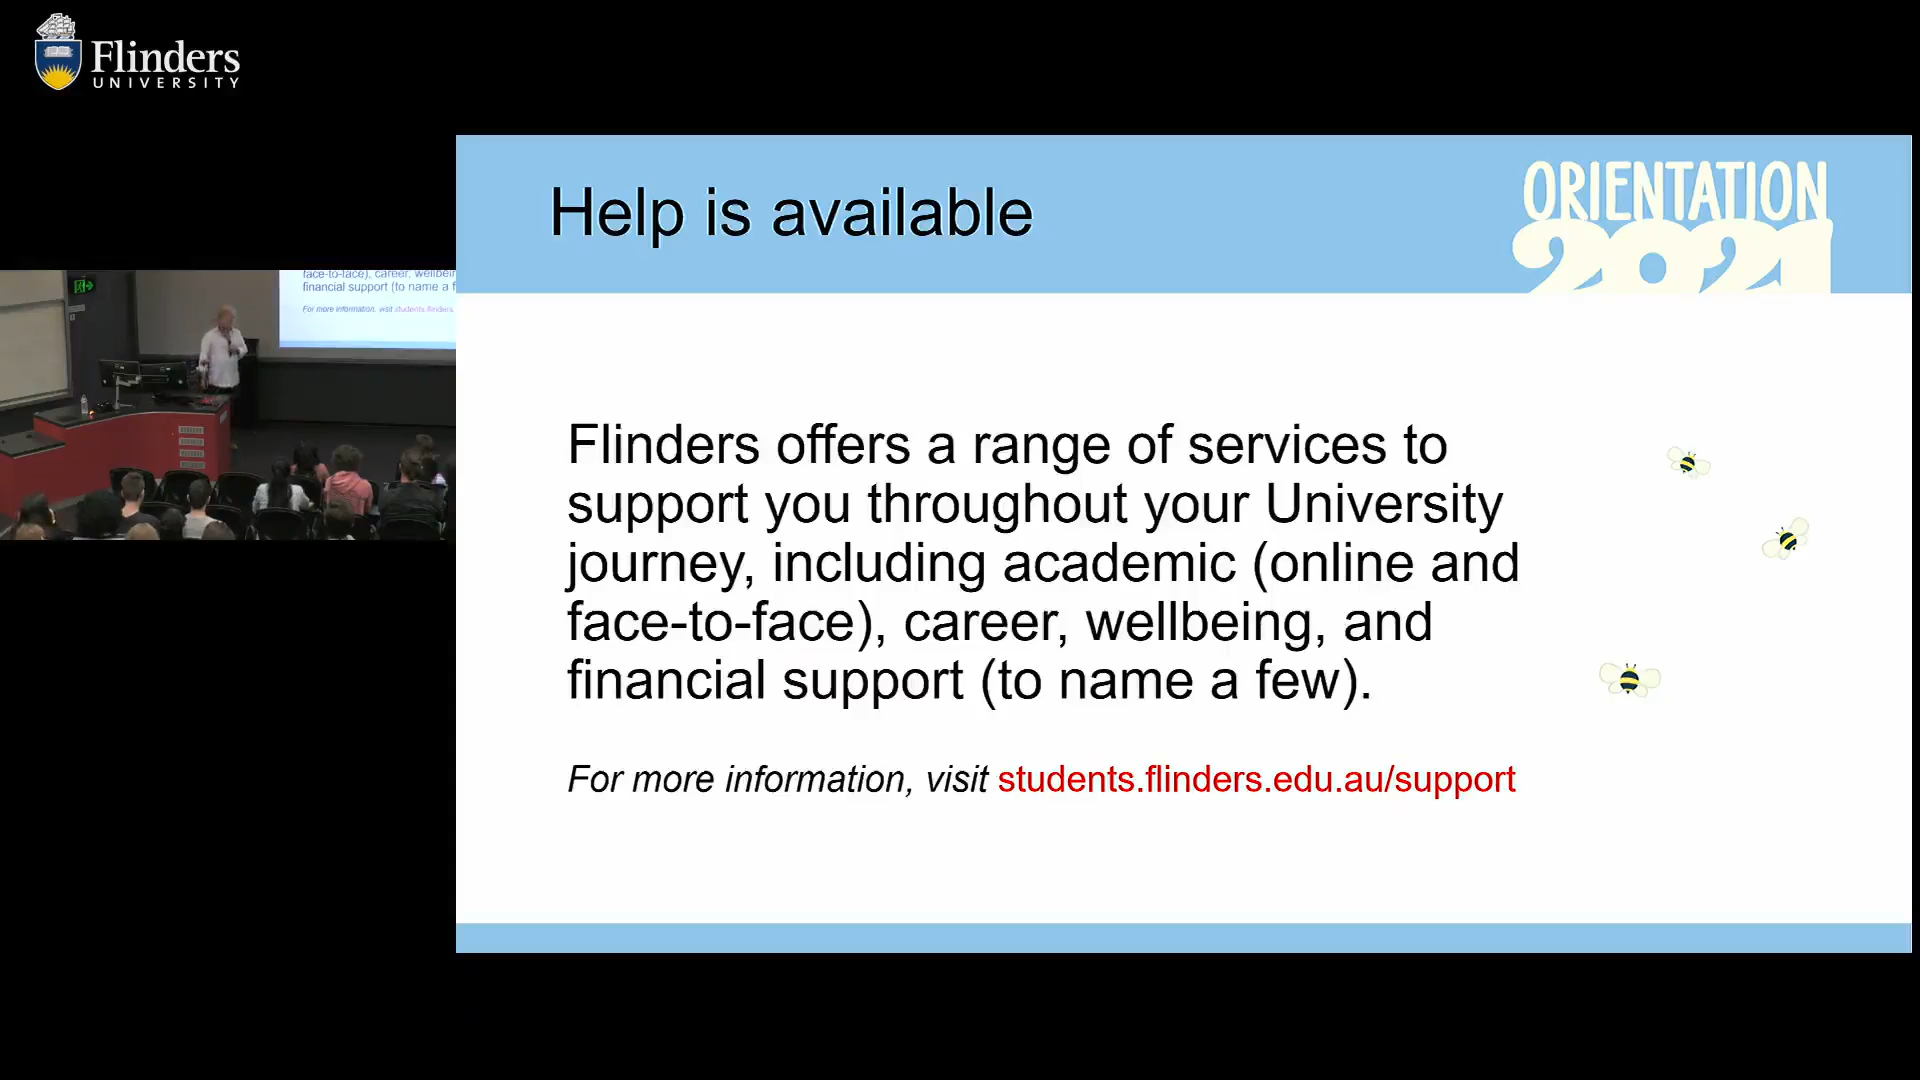 Flinders
UNIVERSITY
Help is available
ORIENTATION
2021
face-to-face), career, wellbein
financial support (to name a f
For more information, visit students.flinders.
Flinders offers a range of services to
support you throughout your University
journey, including academic (online and
face-to-face), career, wellbeing, and
financial support (to name a few).
For more information, visit students.flinders.edu.au/support